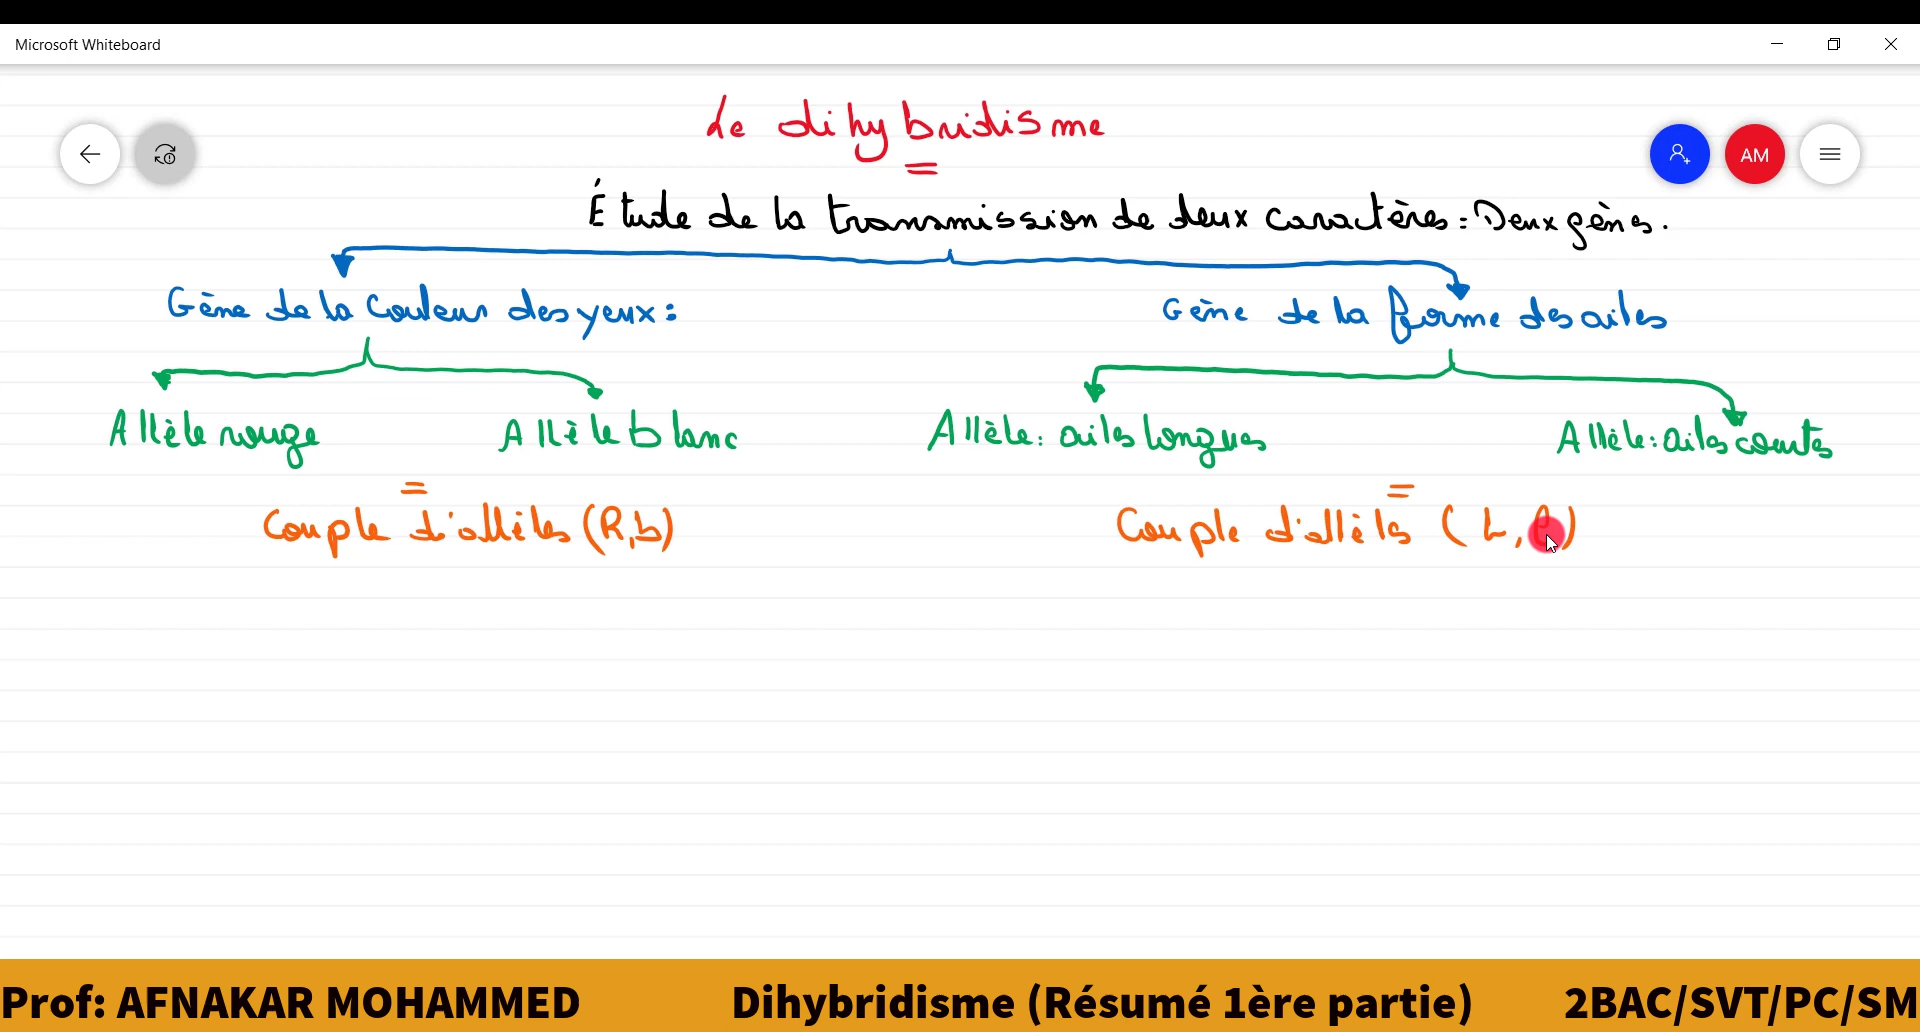 Microsoft Whiteboard
Le dihybridisme
AM
Étude de la transmission de deux caractères = Deux gènes.
Gène de la couleur des yeux :
Gène de la forme des ailes
Allèle rouge
Allèle blanc
Allèle : ailes longues
Allèle : ailes courtes
Couple d'allèles (R, b)
Couple d'allèls (L, )
Prof: AFNAKAR MOHAMMED
Dihybridisme (Résumé 1ère partie)
2BAC/SVT/PC/SM